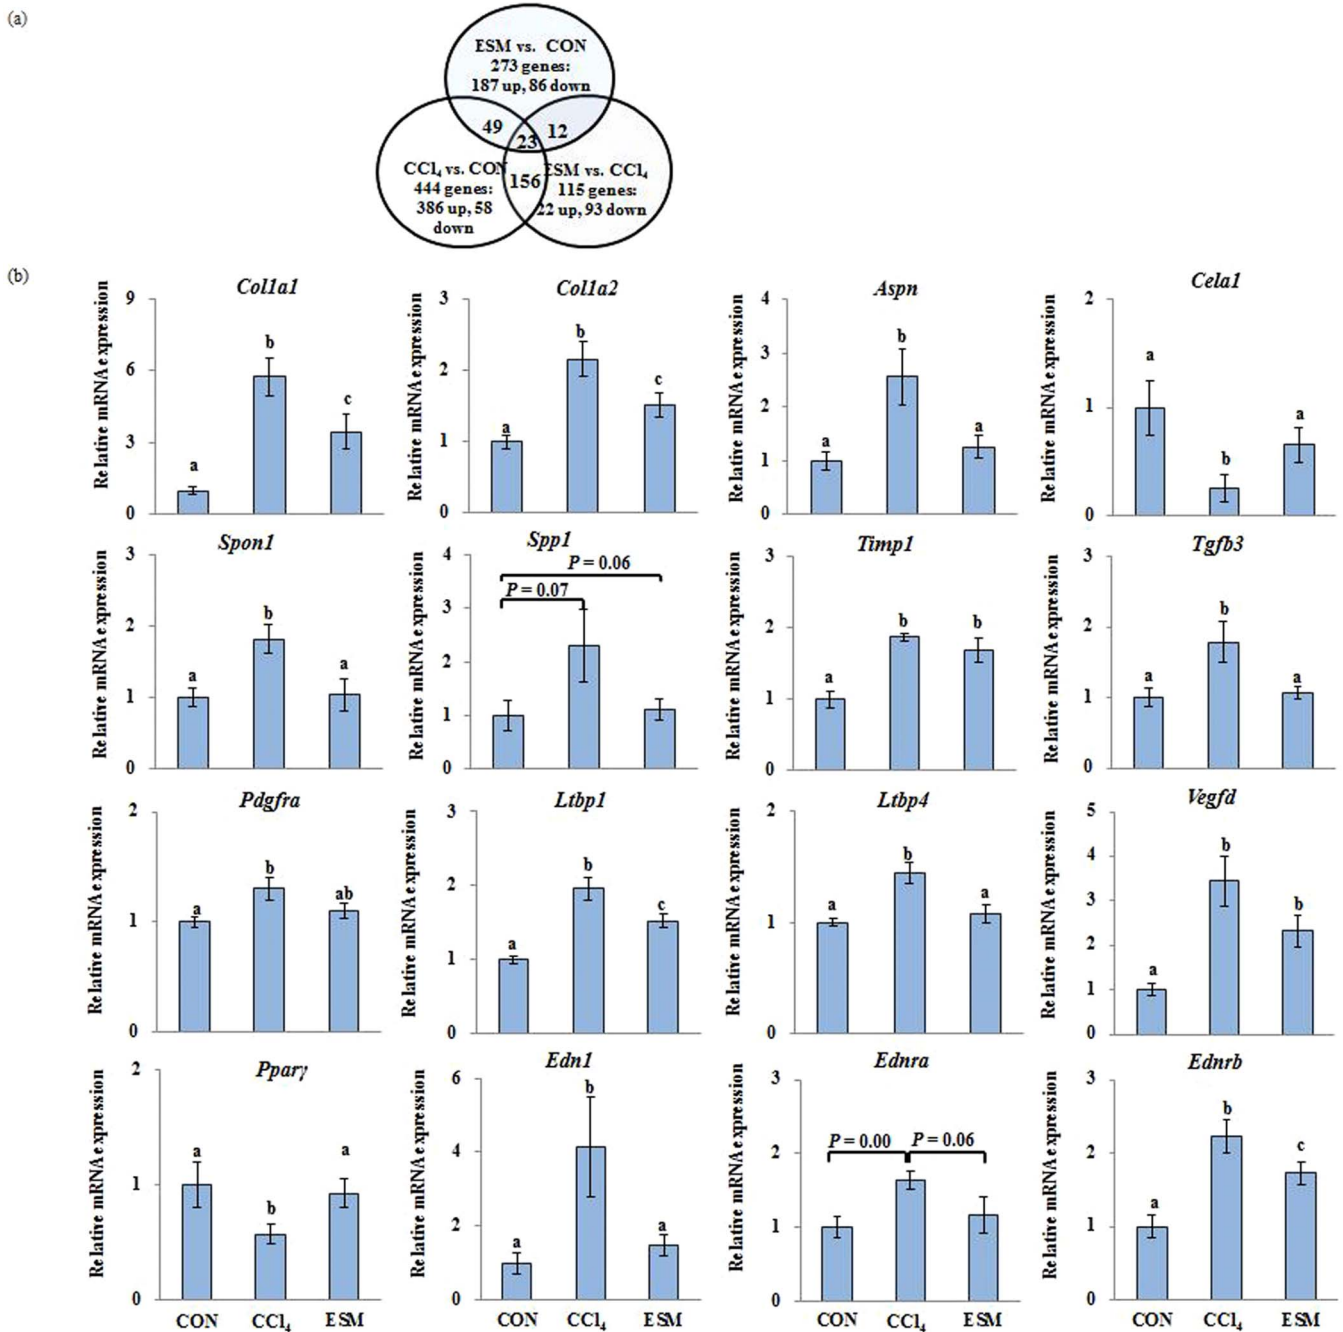 (a)
ESM vs. CON
273 genes:
187 up, 86 down
49
23
12
CCl₄ vs. CON
444 genes:
386 up, 58
down
156
ESM vs. CCl₄
115 genes:
22 up, 93 down
(b)
Col1a1
Relative mRNA expression
9
6
3
0
a
b
c
Col1a2
Relative mRNA expression
3
2
1
0
a
b
c
Aspn
Relative mRNA expression
4
3
2
1
0
a
b
a
Cela1
Relative mRNA expression
2
1
0
a
b
a
Spon1
Relative mRNA expression
3
2
1
0
a
b
a
Spp1
Relative mRNA expression
4
3
2
1
0
P = 0.06
P = 0.07
Timp1
Relative mRNA expression
3
2
1
0
a
b
b
Tgfb3
Relative mRNA expression
3
2
1
0
a
b
a
Pdgfra
Relative mRNA expression
2
1
0
a
b
ab
Ltbp1
Relative mRNA expression
3
2
1
0
a
b
c
Ltbp4
Relative mRNA expression
2
1
0
a
b
a
Vegfd
Relative mRNA expression
5
4
3
2
1
0
a
b
b
Pparγ
Relative mRNA expression
2
1
0
a
b
a
CON CCl₄ ESM
Edn1
Relative mRNA expression
6
4
2
0
a
b
a
CON CCl₄ ESM
Ednra
Relative mRNA expression
3
2
1
0
P = 0.00
P = 0.06
CON CCl₄ ESM
Ednrb
Relative mRNA expression
3
2
1
0
a
b
c
CON CCl₄ ESM